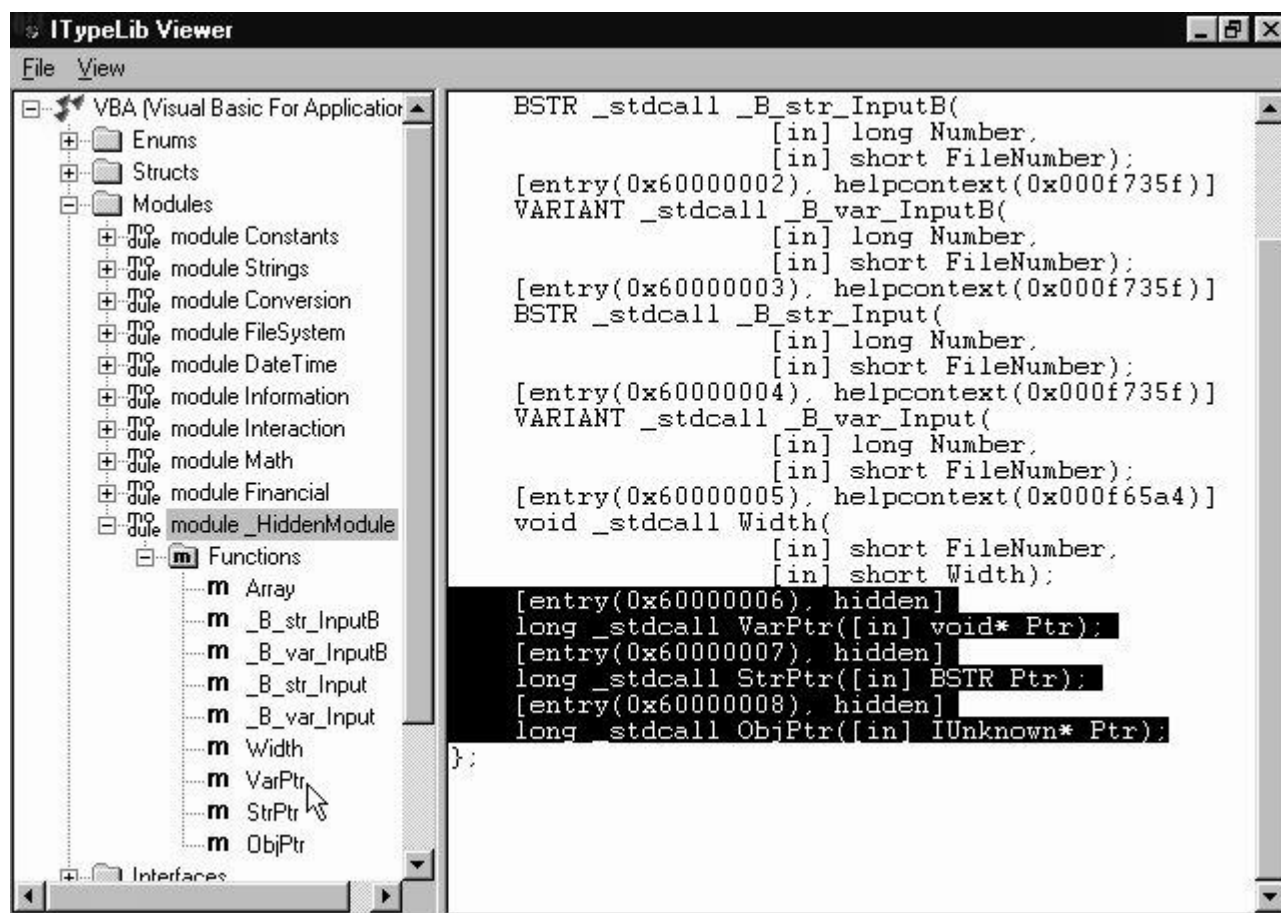 ITypeLib Viewer
File View
VBA (Visual Basic For Application
Enums
Structs
Modules
module Constants
module Strings
module Conversion
module FileSystem
module DateTime
module Information
module Interaction
module Math
module Financial
module _HiddenModule
m Functions
m Array
m _B_str_InputB
m _B_var_InputB
m _B_str_Input
m _B_var_Input
m Width
m VarPtr
m StrPtr
m ObjPtr
Interfaces
BSTR _stdcall _B_str_InputB(
[in] long Number,
[in] short FileNumber);
[entry(0x60000002), helpcontext(0x000f735f)]
VARIANT _stdcall _B_var_InputB(
[in] long Number,
[in] short FileNumber);
[entry(0x60000003), helpcontext(0x000f735f)]
BSTR _stdcall _B_str_Input(
[in] long Number,
[in] short FileNumber);
[entry(0x60000004), helpcontext(0x000f735f)]
VARIANT _stdcall _B_var_Input(
[in] long Number,
[in] short FileNumber);
[entry(0x60000005), helpcontext(0x000f65a4)]
void _stdcall Width(
[in] short FileNumber,
[in] short Width);
[entry(0x60000006), hidden]
long _stdcall VarPtr([in] void* Ptr);
[entry(0x60000007), hidden]
long _stdcall StrPtr([in] BSTR Ptr);
[entry(0x60000008), hidden]
long _stdcall ObjPtr([in] IUnknown* Ptr);
};